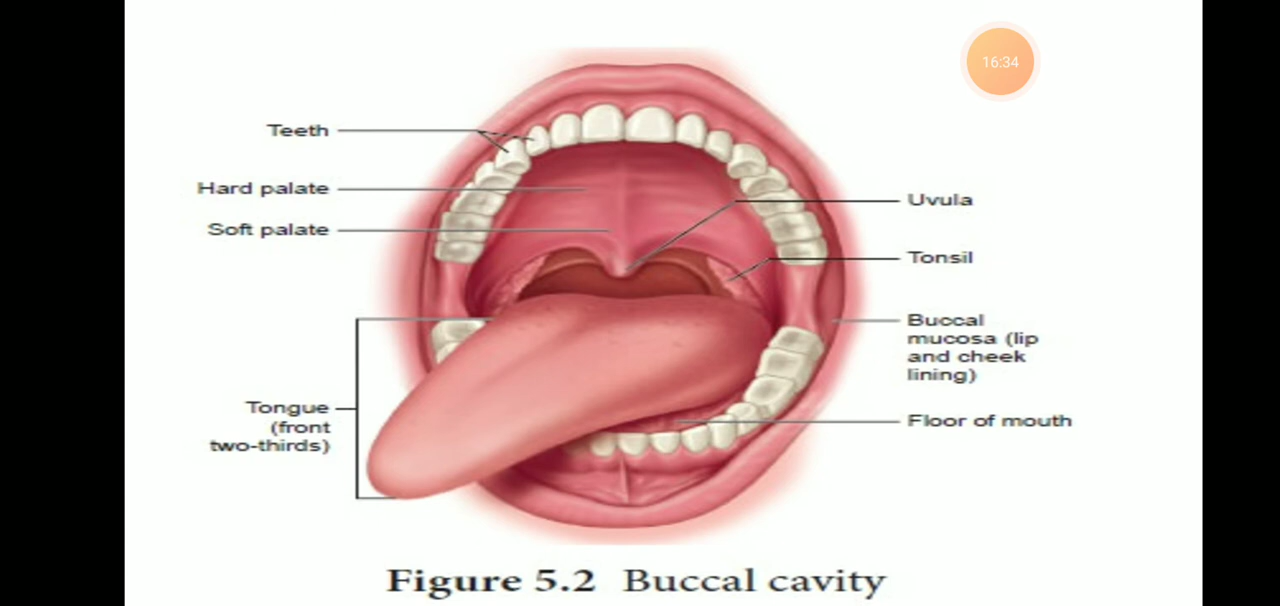 16:34
Teeth
Hard palate
Soft palate
Uvula
Tonsil
Buccal
mucosa (lip
and cheek
lining)
Tongue
(front
two-thirds)
Floor of mouth
Figure 5.2 Buccal cavity